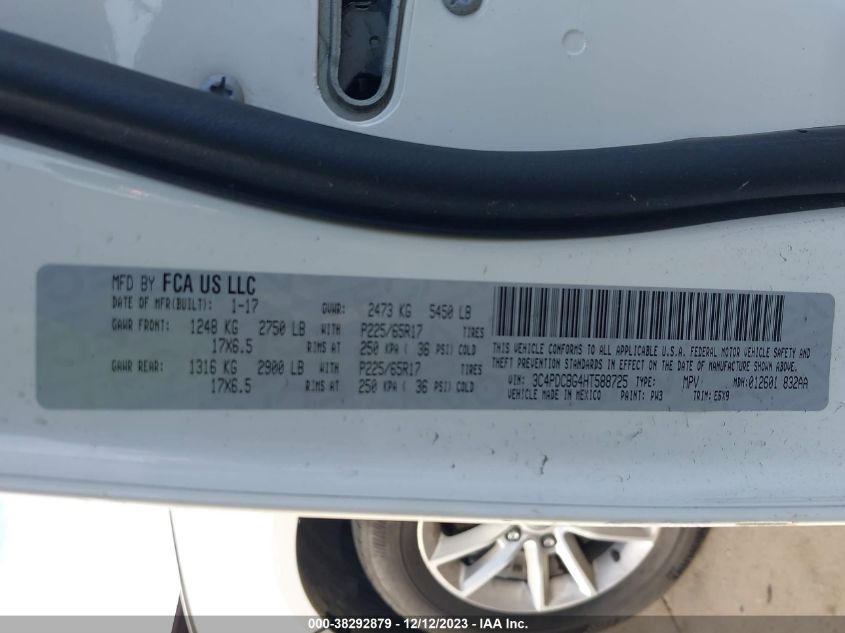 MFD BY FCA US LLC
DATE OF MFR(BUILT): 1-17 GVWR: 2473 KG 5450 LB
GAWR FRONT: 1248 KG 2750 LB WITH P225/65R17 TIRES
17X6.5 RIMS AT 250 KPA ( 36 PSI) COLD
GAWR REAR: 1316 KG 2900 LB WITH P225/65R17 TIRES
17X6.5 RIMS AT 250 KPA ( 36 PSI) COLD
THIS VEHICLE CONFORMS TO ALL APPLICABLE U.S.A. FEDERAL MOTOR VEHICLE SAFETY AND
THEFT PREVENTION STANDARDS IN EFFECT ON THE DATE OF MANUFACTURE SHOWN ABOVE.
VIN: 3C4PDCBG4HT588725 TYPE: MPV MDH:012601 832AA
VEHICLE MADE IN MEXICO PAINT: PW3 TRIM: E5X9
000-38292879 - 12/12/2023 - IAA Inc.